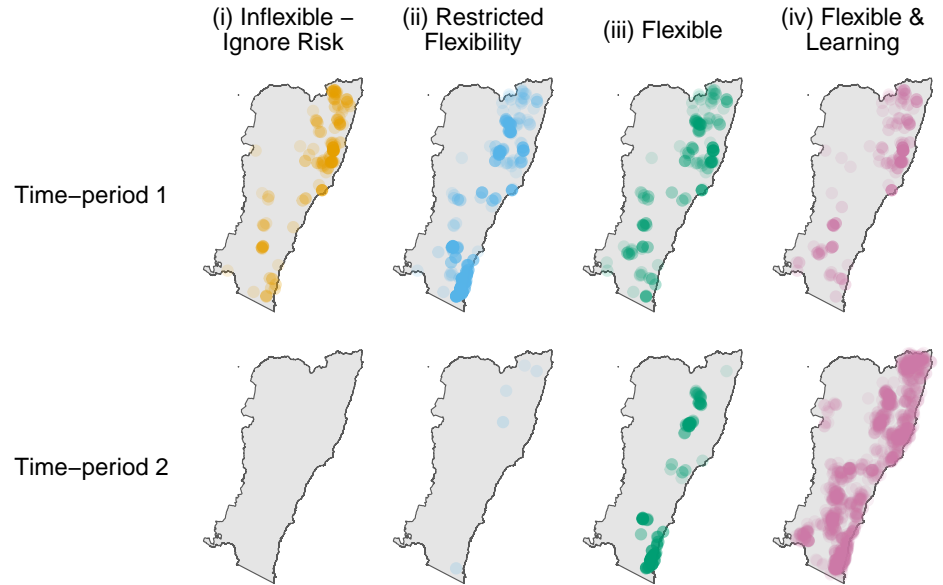 (i) Inflexible –
Ignore Risk
(ii) Restricted
Flexibility
(iii) Flexible
(iv) Flexible &
Learning
Time–period 1
Time–period 2